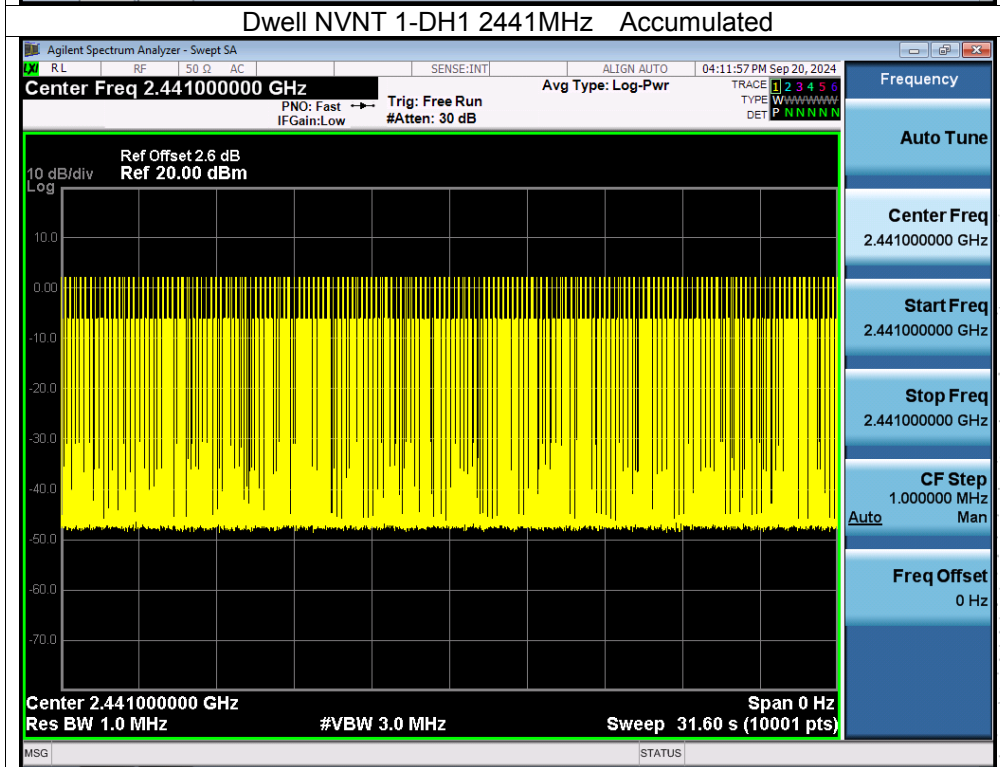 Dwell NVNT 1-DH1 2441MHz Accumulated
Agilent Spectrum Analyzer - Swept SA
LXI RL RF 50 Ω AC SENSE:INT ALIGN AUTO 04:11:57 PM Sep 20, 2024
Center Freq 2.441000000 GHz
PNO: Fast
IFGain:Low
Trig: Free Run
#Atten: 30 dB
Avg Type: Log-Pwr
TRACE 1 2 3 4 5 6
TYPE WWWWWWW
DET P N N N N N
Ref Offset 2.6 dB
10 dB/div Ref 20.00 dBm
Log
10.0
0.00
-10.0
-20.0
-30.0
-40.0
-50.0
-60.0
-70.0
Center 2.441000000 GHz Span 0 Hz
Res BW 1.0 MHz #VBW 3.0 MHz Sweep 31.60 s (10001 pts)
MSG STATUS
Frequency
Auto Tune
Center Freq
2.441000000 GHz
Start Freq
2.441000000 GHz
Stop Freq
2.441000000 GHz
CF Step
1.000000 MHz
Auto Man
Freq Offset
0 Hz